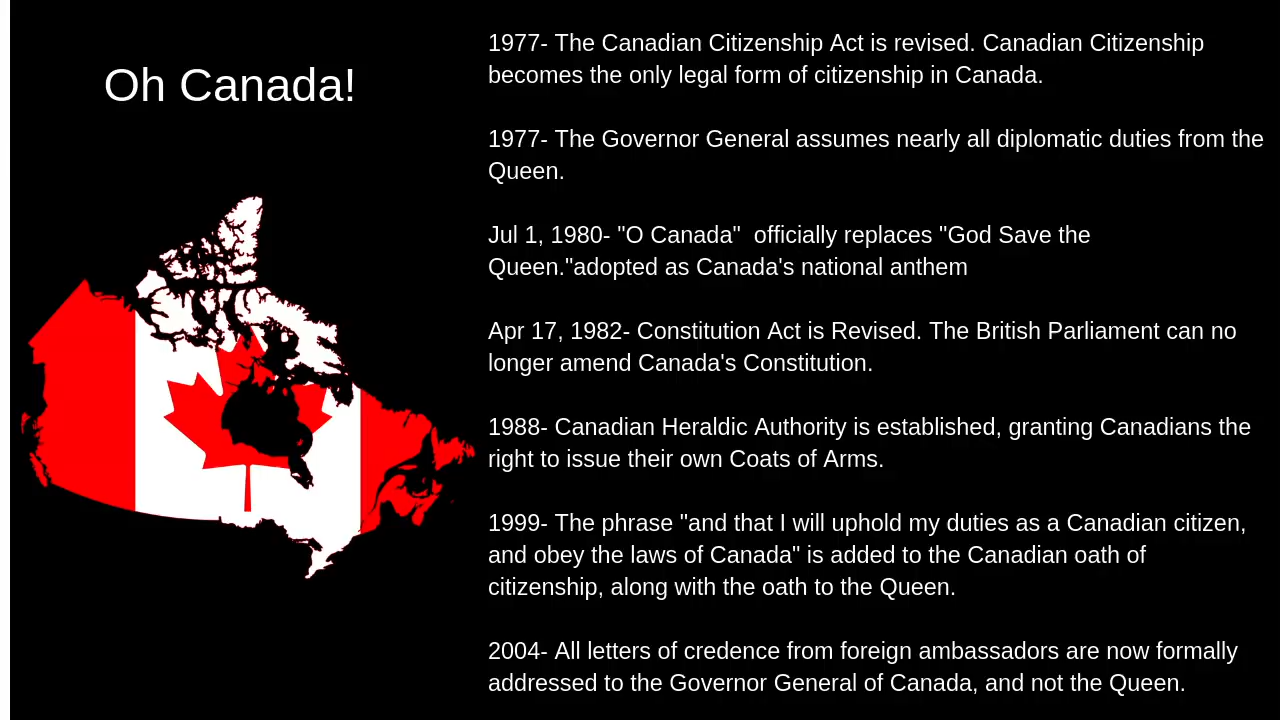 Oh Canada!
1977- The Canadian Citizenship Act is revised. Canadian Citizenship
becomes the only legal form of citizenship in Canada.
1977- The Governor General assumes nearly all diplomatic duties from the
Queen.
Jul 1, 1980- "O Canada"  officially replaces "God Save the
Queen."adopted as Canada's national anthem
Apr 17, 1982- Constitution Act is Revised. The British Parliament can no
longer amend Canada's Constitution.
1988- Canadian Heraldic Authority is established, granting Canadians the
right to issue their own Coats of Arms.
1999- The phrase "and that I will uphold my duties as a Canadian citizen,
and obey the laws of Canada" is added to the Canadian oath of
citizenship, along with the oath to the Queen.
2004- All letters of credence from foreign ambassadors are now formally
addressed to the Governor General of Canada, and not the Queen.